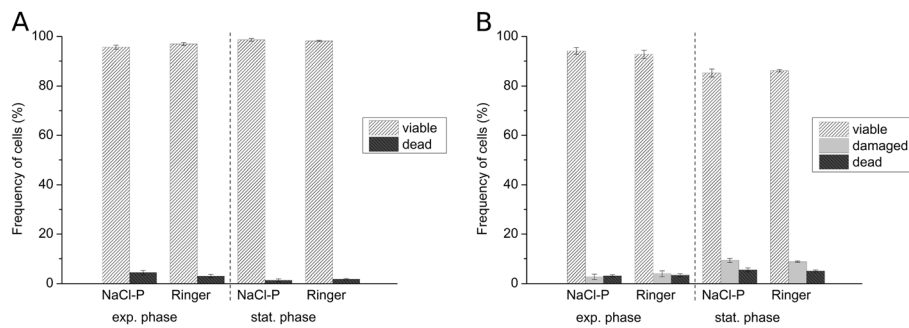 A
Frequency of cells (%)
100
80
60
40
20
0
viable
dead
NaCl-P Ringer NaCl-P Ringer
exp. phase stat. phase
B
Frequency of cells (%)
100
80
60
40
20
0
viable
damaged
dead
NaCl-P Ringer NaCl-P Ringer
exp. phase stat. phase